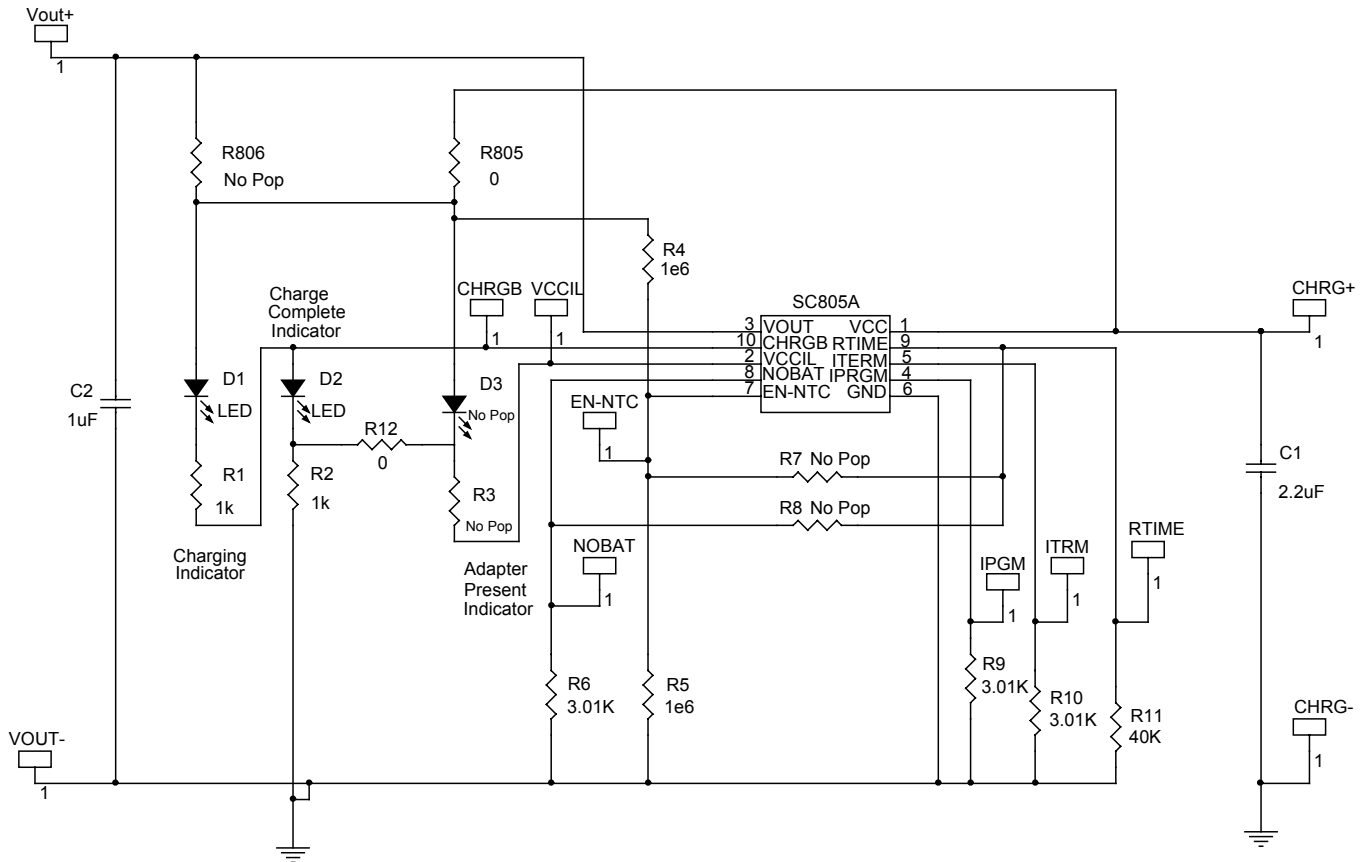 Vout+
1
R806
No Pop
R805
0
R4
1e6
Charge
Complete
Indicator
CHRGB
1
VCCIL
1
SC805A
3 VOUT VCC 1
10 CHRGB RTIME 9
2 VCCIL ITERM 5
8 NOBAT IPRGM 4
7 EN-NTC GND 6
CHRG+
1
C2
1uF
D1
LED
D2
LED
D3
No Pop
EN-NTC
1
R12
0
R1
1k
R2
1k
R3
No Pop
R7 No Pop
R8 No Pop
C1
2.2uF
Charging
Indicator
Adapter
Present
Indicator
NOBAT
1
IPGM
1
ITRM
1
RTIME
1
R6
3.01K
R5
1e6
R9
3.01K
R10
3.01K
R11
40K
VOUT-
1
CHRG-
1